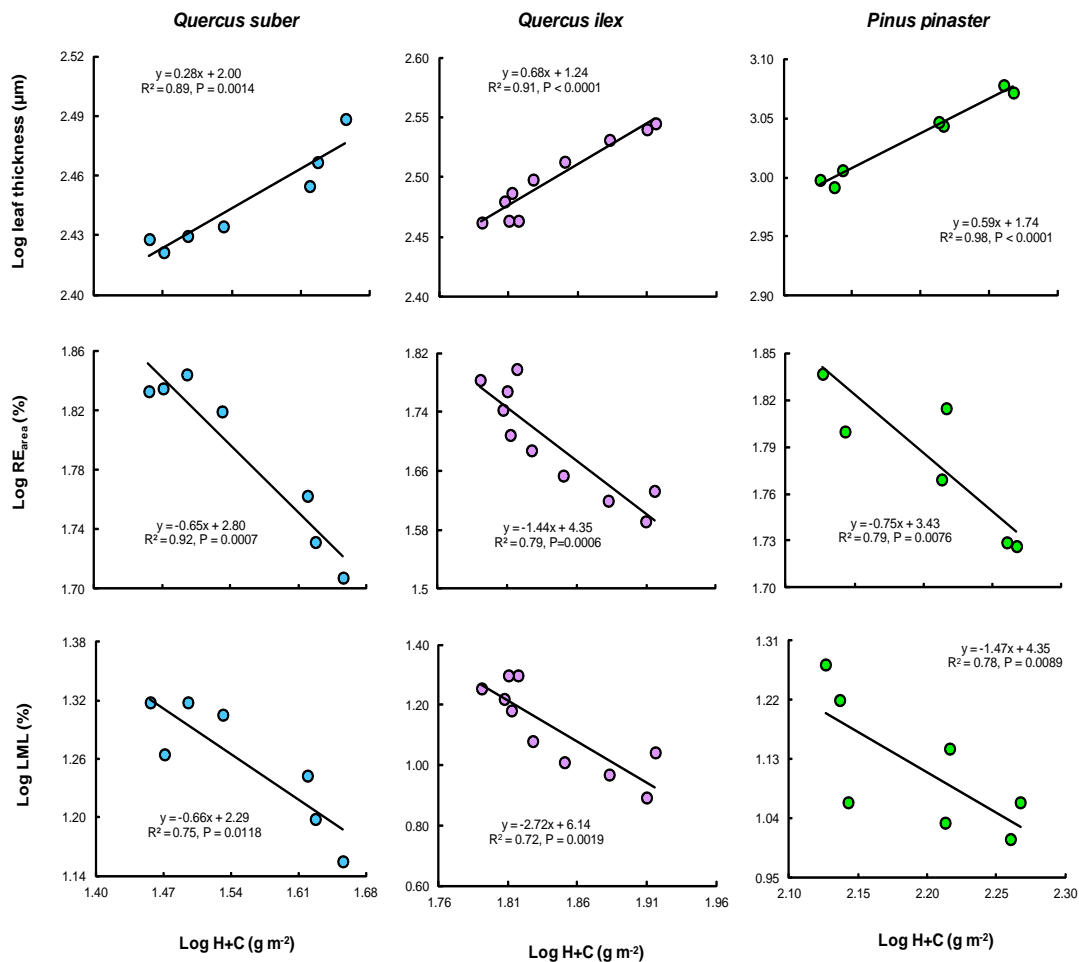 Quercus suber
Quercus ilex
Pinus pinaster
Log leaf thickness (µm)
2.52
2.49
2.46
2.43
2.40
y = 0.28x + 2.00
R² = 0.89, P = 0.0014
2.60
2.55
2.50
2.45
2.40
y = 0.68x + 1.24
R² = 0.91, P < 0.0001
3.10
3.05
3.00
2.95
2.90
y = 0.59x + 1.74
R² = 0.98, P < 0.0001
Log REarea (%)
1.86
1.82
1.78
1.74
1.70
y = -0.65x + 2.80
R² = 0.92, P = 0.0007
1.82
1.74
1.66
1.58
1.5
y = -1.44x + 4.35
R² = 0.79, P=0.0006
1.85
1.82
1.79
1.76
1.73
1.70
y = -0.75x + 3.43
R² = 0.79, P = 0.0076
Log LML (%)
1.38
1.32
1.26
1.20
1.14
y = -0.66x + 2.29
R² = 0.75, P = 0.0118
1.40 1.47 1.54 1.61 1.68
Log H+C (g m-2)
1.40
1.20
1.00
0.80
0.60
y = -2.72x + 6.14
R² = 0.72, P = 0.0019
1.76 1.81 1.86 1.91 1.96
Log H+C (g m-2)
1.31
1.22
1.13
1.04
0.95
y = -1.47x + 4.35
R² = 0.78, P = 0.0089
2.10 2.15 2.20 2.25 2.30
Log H+C (g m-2)